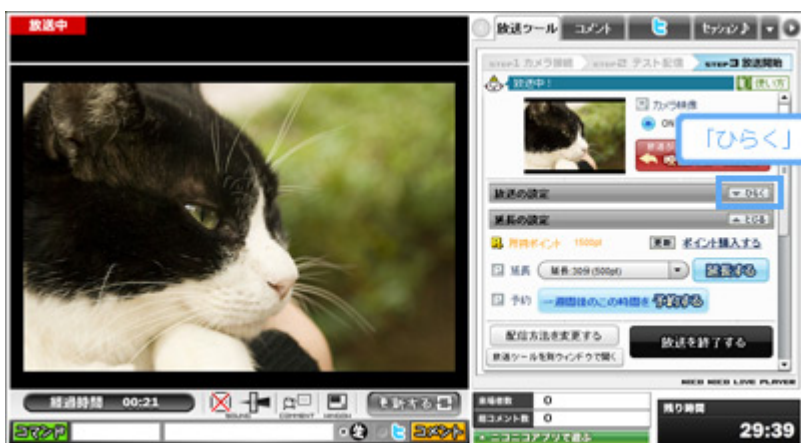 放送中
放送ツール
コメント
セッション♪
STEP1 カメラ接続
STEP2 テスト配信
STEP3 放送開始
放送中！
使い方
カメラ映像
ON
「ひらく」
放送の設定
▼ ひらく
延長の設定
▲ とじる
所持ポイント 1500pt
更新
ポイント購入する
延長
延長:30分(500pt)
延長する
予約
一週間後のこの時間を予約する
配信方法を変更する
放送ツールを別ウィンドウで開く
放送を終了する
NICO NICO LIVE PLAYER
経過時間 00:21
SOUND
COMMENT
WINDOW
更新する
来場者数 0
総コメント数 0
残り時間
29:39
コマンド
コメント
ニコニコアプリで遊ぶ